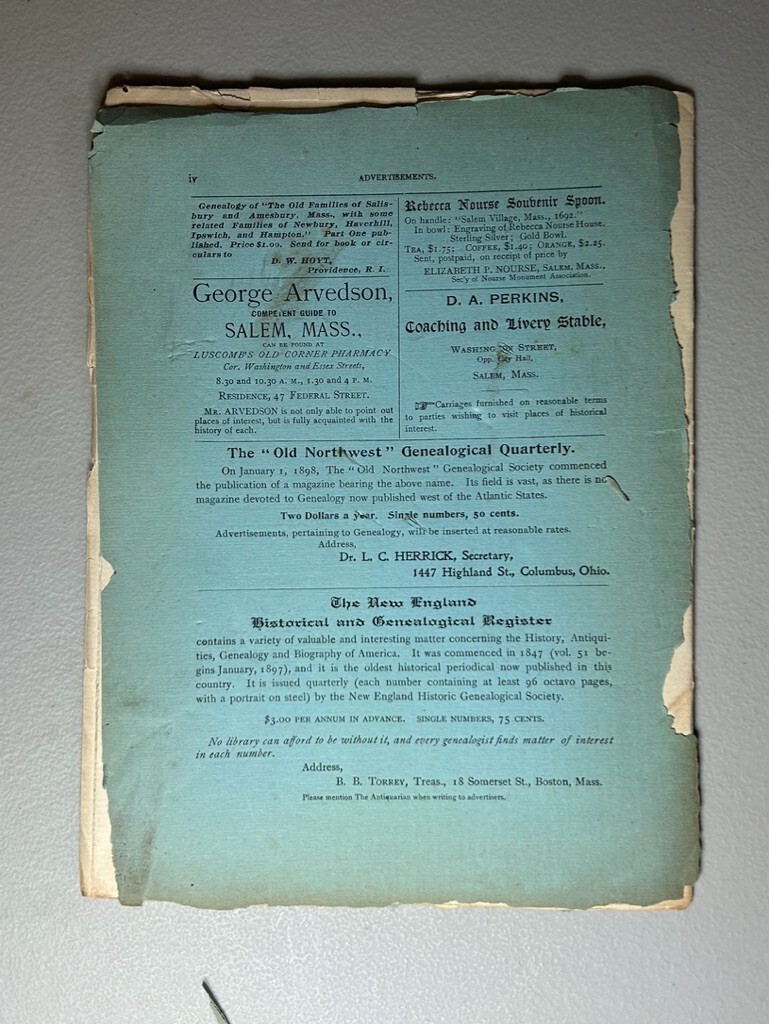 iv
ADVERTISEMENTS.
Genealogy of "The Old Families of Salis-
bury and Amesbury, Mass., with some
related Families of Newbury, Haverhill,
Ipswich, and Hampton." Part One pub-
lished. Price $1.00. Send for book or cir-
culars to
D. W. HOYT,
Providence, R. I.
George Arvedson,
COMPETENT GUIDE TO
SALEM, MASS.,
CAN BE FOUND AT
LUSCOMB'S OLD CORNER PHARMACY
Cor. Washington and Essex Streets,
8.30 and 10.30 A. M., 1.30 and 4 P. M.
RESIDENCE, 47 FEDERAL STREET.
MR. ARVEDSON is not only able to point out
places of interest, but is fully acquainted with the
history of each.
Rebecca Nourse Souvenir Spoon.
On handle: "Salem Village, Mass., 1692."
In bowl: Engraving of Rebecca Nourse House.
Sterling Silver; Gold Bowl.
TEA, $1.75; COFFEE, $1.40; ORANGE, $2.25.
Sent, postpaid, on receipt of price by
ELIZABETH P. NOURSE, SALEM, MASS.,
Sec'y of Nourse Monument Association.
D. A. PERKINS,
Coaching and Livery Stable,
WASHINGTON STREET,
Opp. City Hall,
SALEM, MASS.
☞Carriages furnished on reasonable terms
to parties wishing to visit places of historical
interest.
The "Old Northwest" Genealogical Quarterly.
On January 1, 1898, The "Old Northwest" Genealogical Society commenced
the publication of a magazine bearing the above name. Its field is vast, as there is no
magazine devoted to Genealogy now published west of the Atlantic States.
Two Dollars a year. Single numbers, 50 cents.
Advertisements, pertaining to Genealogy, will be inserted at reasonable rates.
Address,
Dr. L. C. HERRICK, Secretary,
1447 Highland St., Columbus, Ohio.
The New England
Historical and Genealogical Register
contains a variety of valuable and interesting matter concerning the History, Antiqui-
ties, Genealogy and Biography of America. It was commenced in 1847 (vol. 51 be-
gins January, 1897), and it is the oldest historical periodical now published in this
country. It is issued quarterly (each number containing at least 96 octavo pages,
with a portrait on steel) by the New England Historic Genealogical Society.
$3.00 PER ANNUM IN ADVANCE. SINGLE NUMBERS, 75 CENTS.
No library can afford to be without it, and every genealogist finds matter of interest
in each number.
Address,
B. B. TORREY, Treas., 18 Somerset St., Boston, Mass.
Please mention The Antiquarian when writing to advertisers.